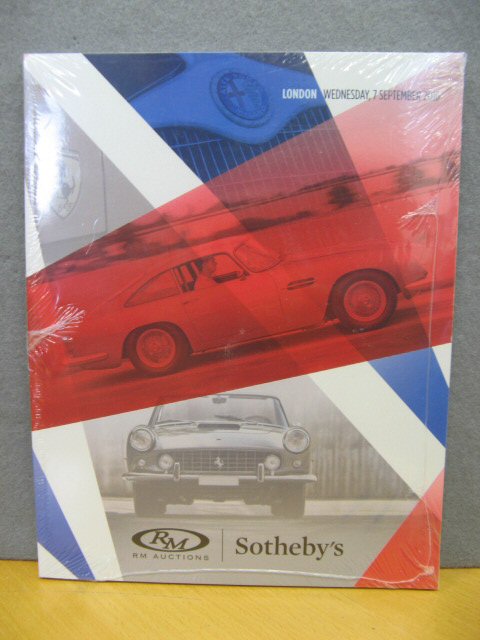 LONDON WEDNESDAY, 7 SEPTEMBER
RM
RM AUCTIONS
Sotheby's